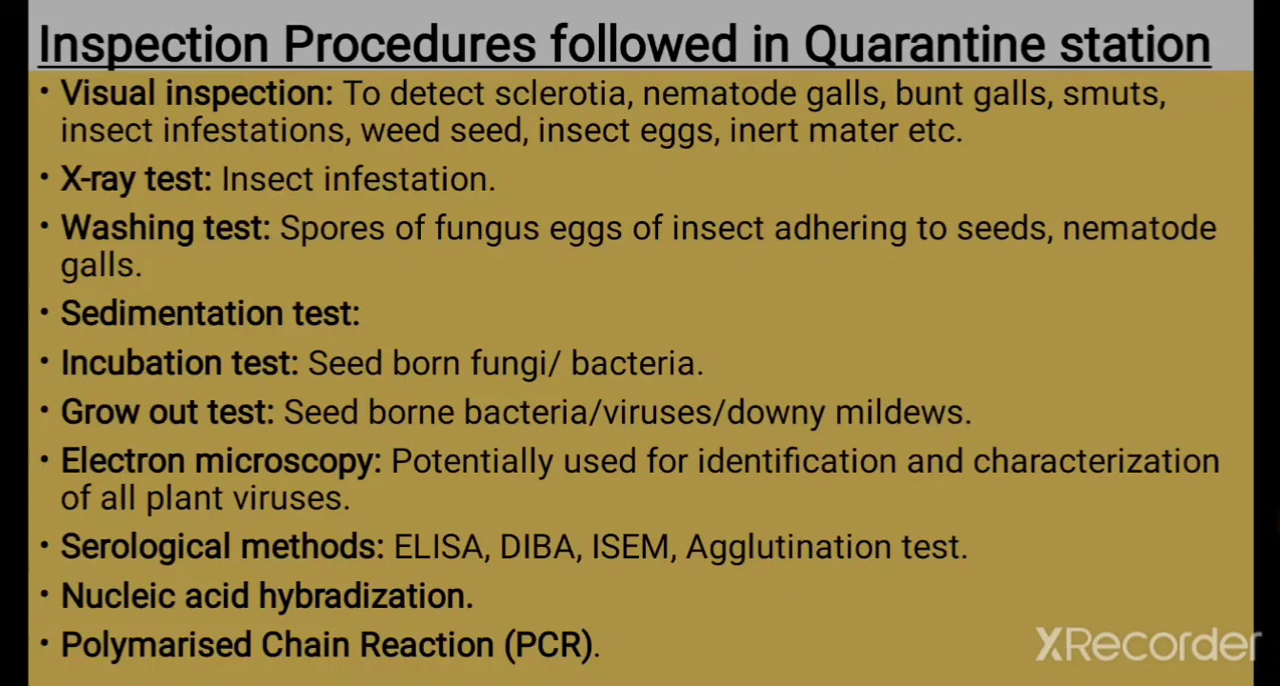 Inspection Procedures followed in Quarantine station
• Visual inspection: To detect sclerotia, nematode galls, bunt galls, smuts,
insect infestations, weed seed, insect eggs, inert mater etc.
• X-ray test: Insect infestation.
• Washing test: Spores of fungus eggs of insect adhering to seeds, nematode
galls.
• Sedimentation test:
• Incubation test: Seed born fungi/ bacteria.
• Grow out test: Seed borne bacteria/viruses/downy mildews.
• Electron microscopy: Potentially used for identification and characterization
of all plant viruses.
• Serological methods: ELISA, DIBA, ISEM, Agglutination test.
• Nucleic acid hybradization.
• Polymarised Chain Reaction (PCR).
XRecorder